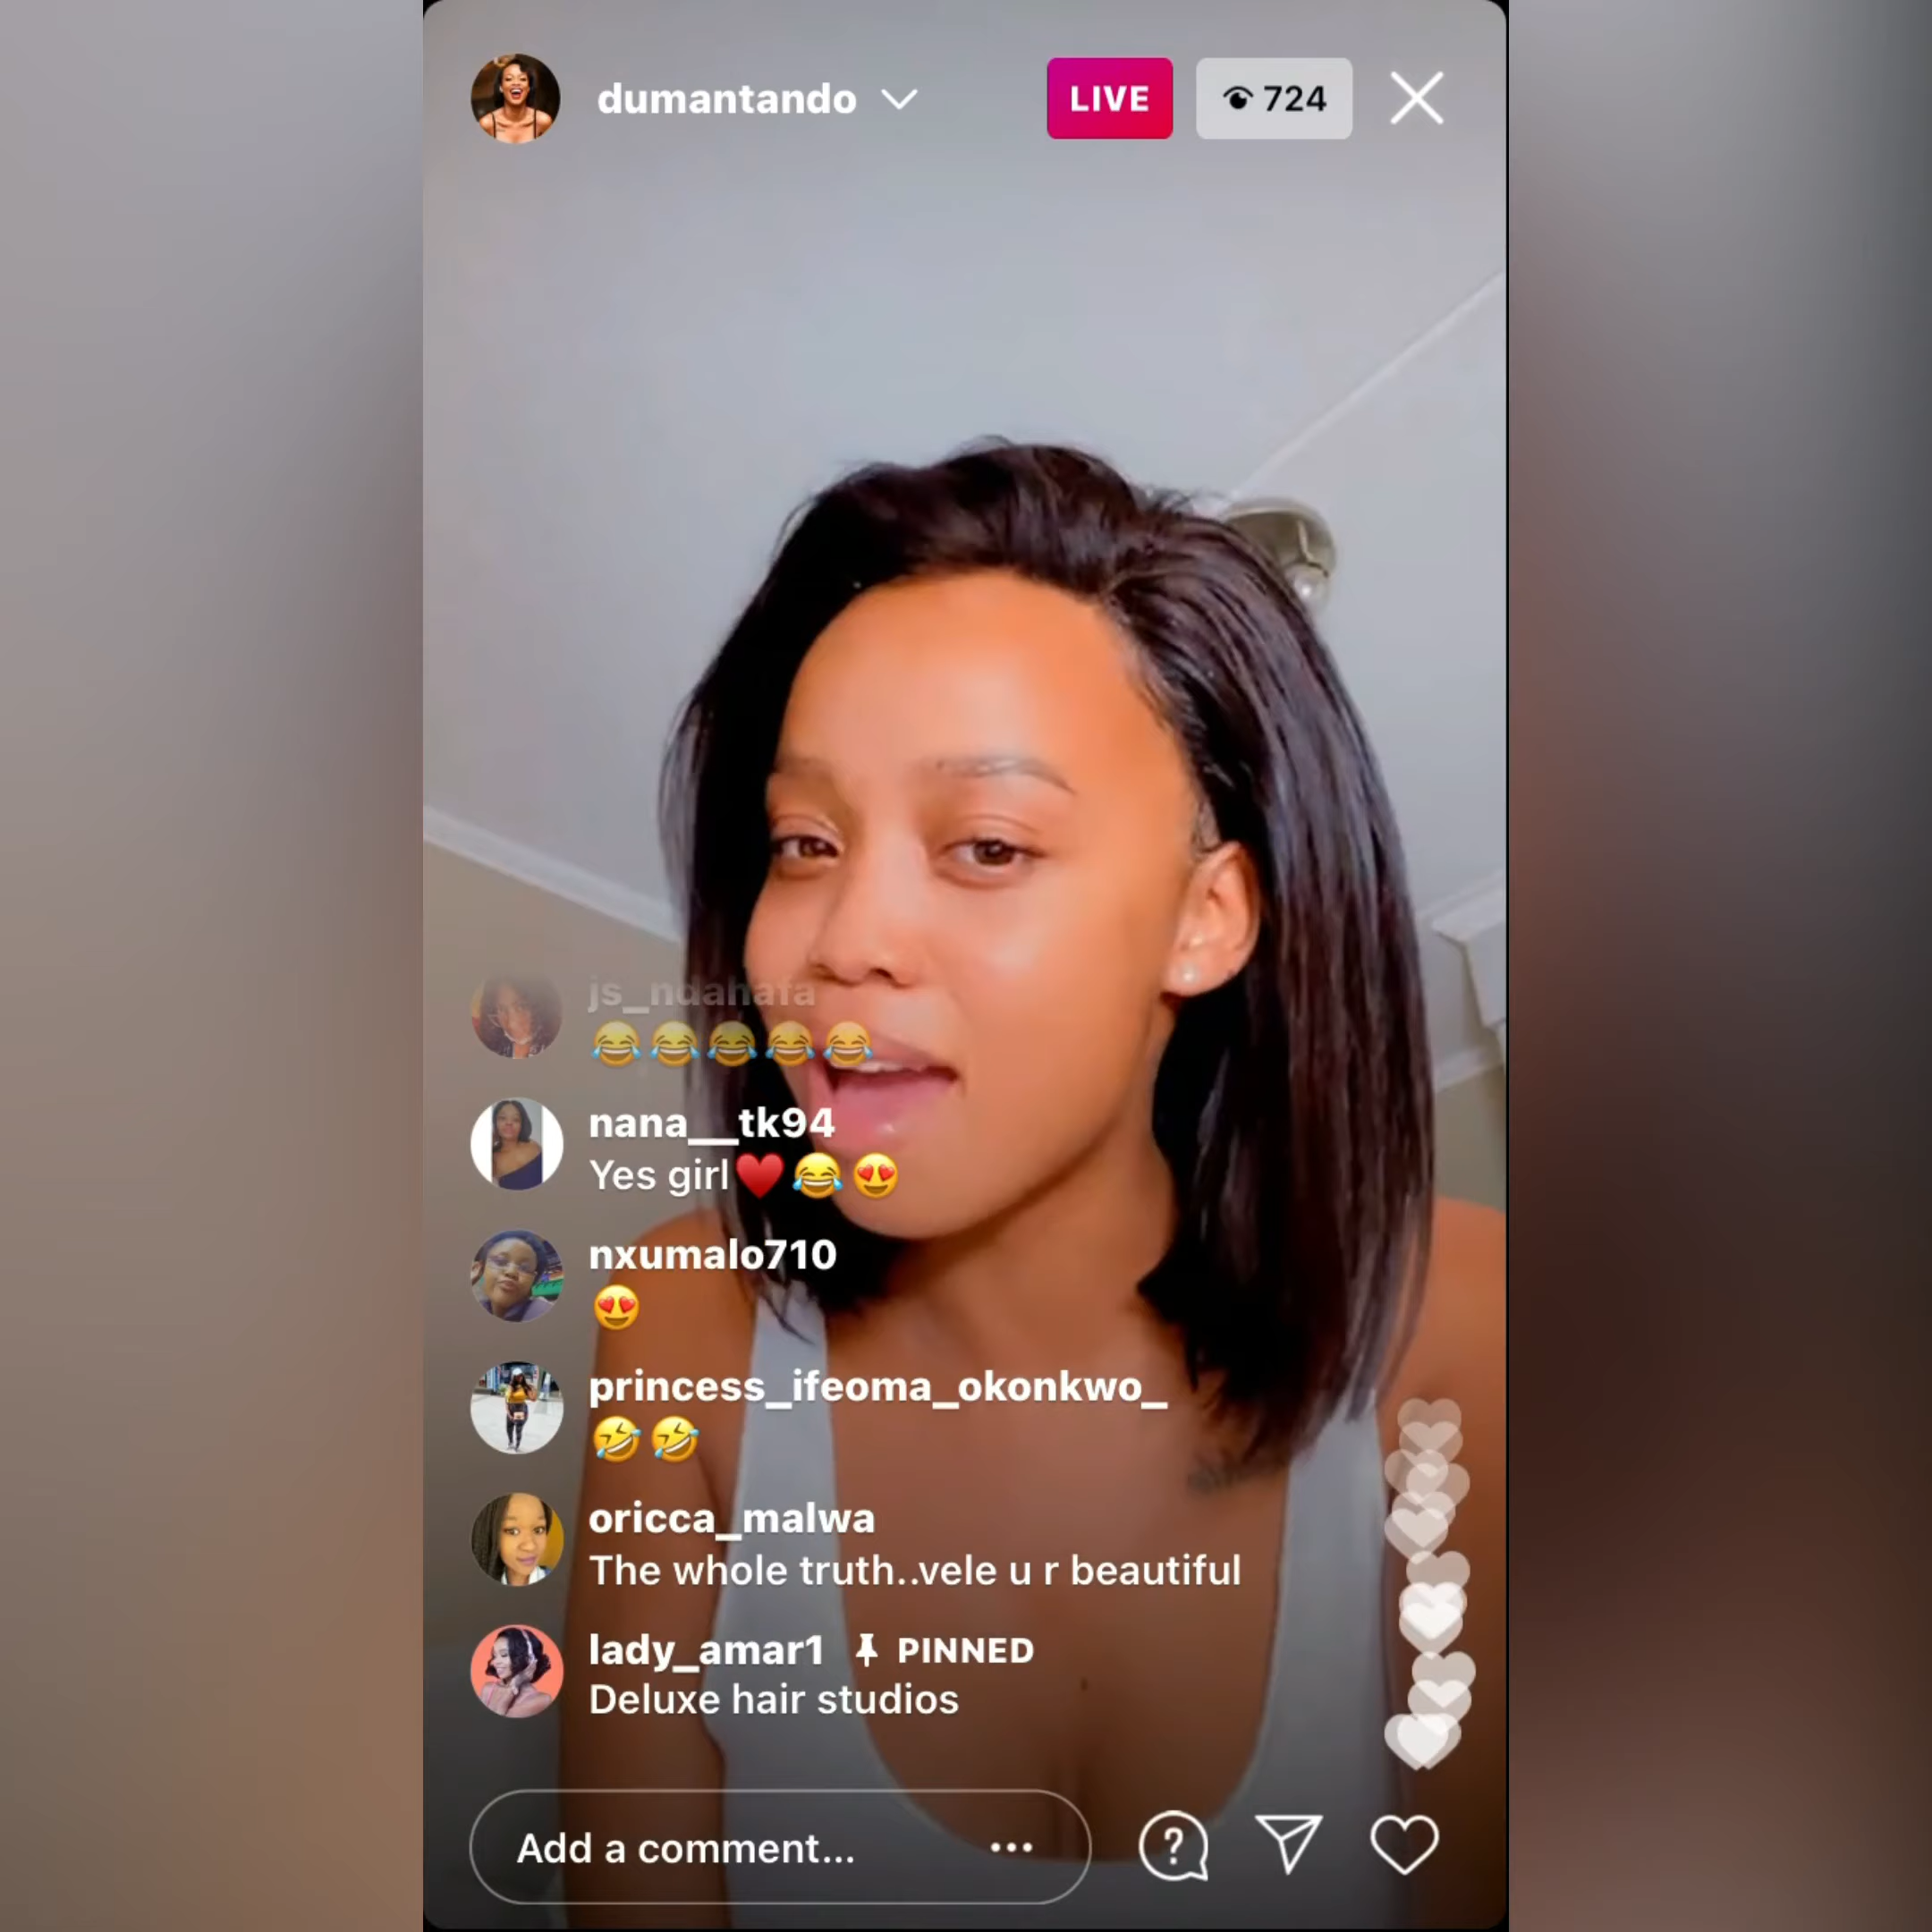 dumantando
LIVE 724
js_ndahafa
😂😂😂😂😂
nana__tk94
Yes girl♥️😂😍
nxumalo710
😍
princess_ifeoma_okonkwo_
🤣🤣
oricca_malwa
The whole truth..vele u r beautiful
lady_amar1 PINNED
Deluxe hair studios
Add a comment...